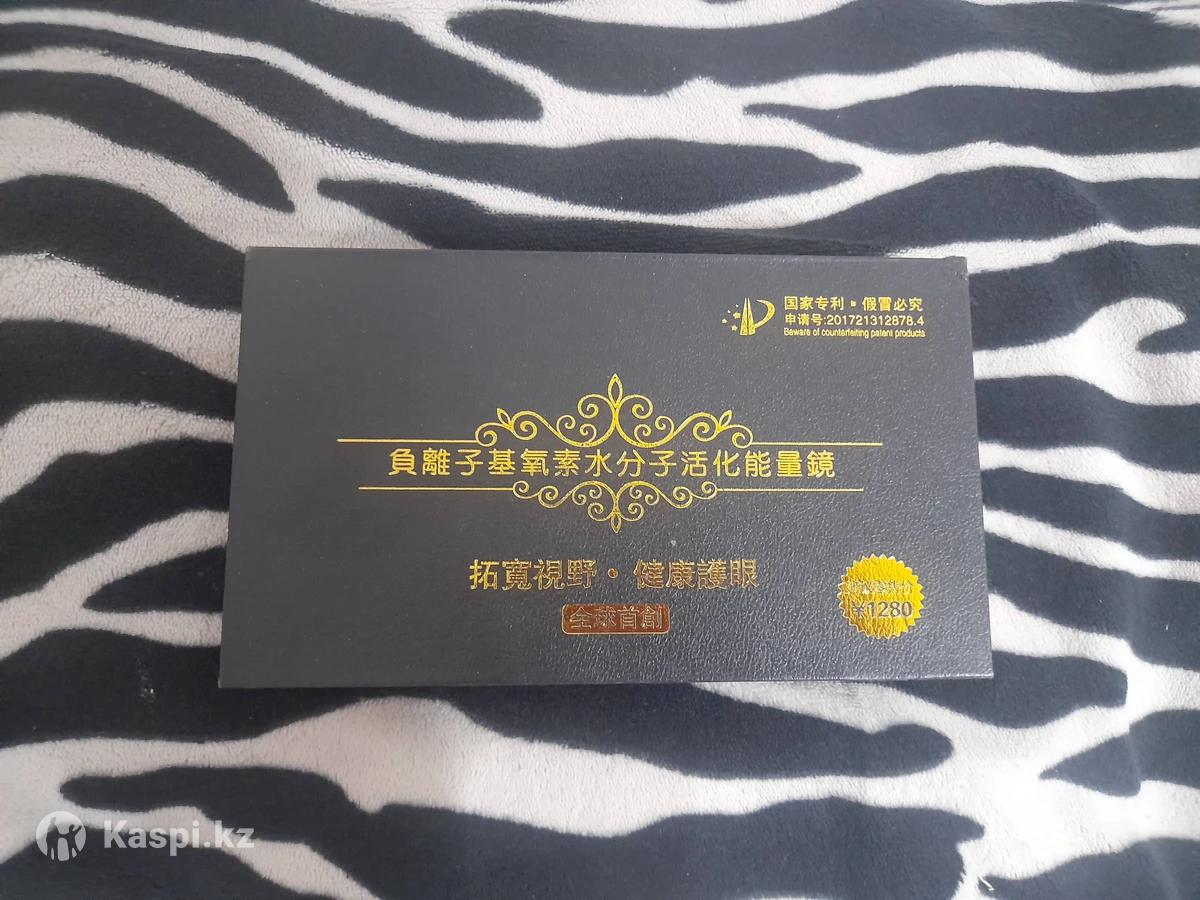 国家专利·假冒必究
申请号:201721312878.4
Beware of counterfeiting patent products
負離子基氧素水分子活化能量鏡
拓寬視野·健康護眼
全球首創
¥1280
Kaspi.kz